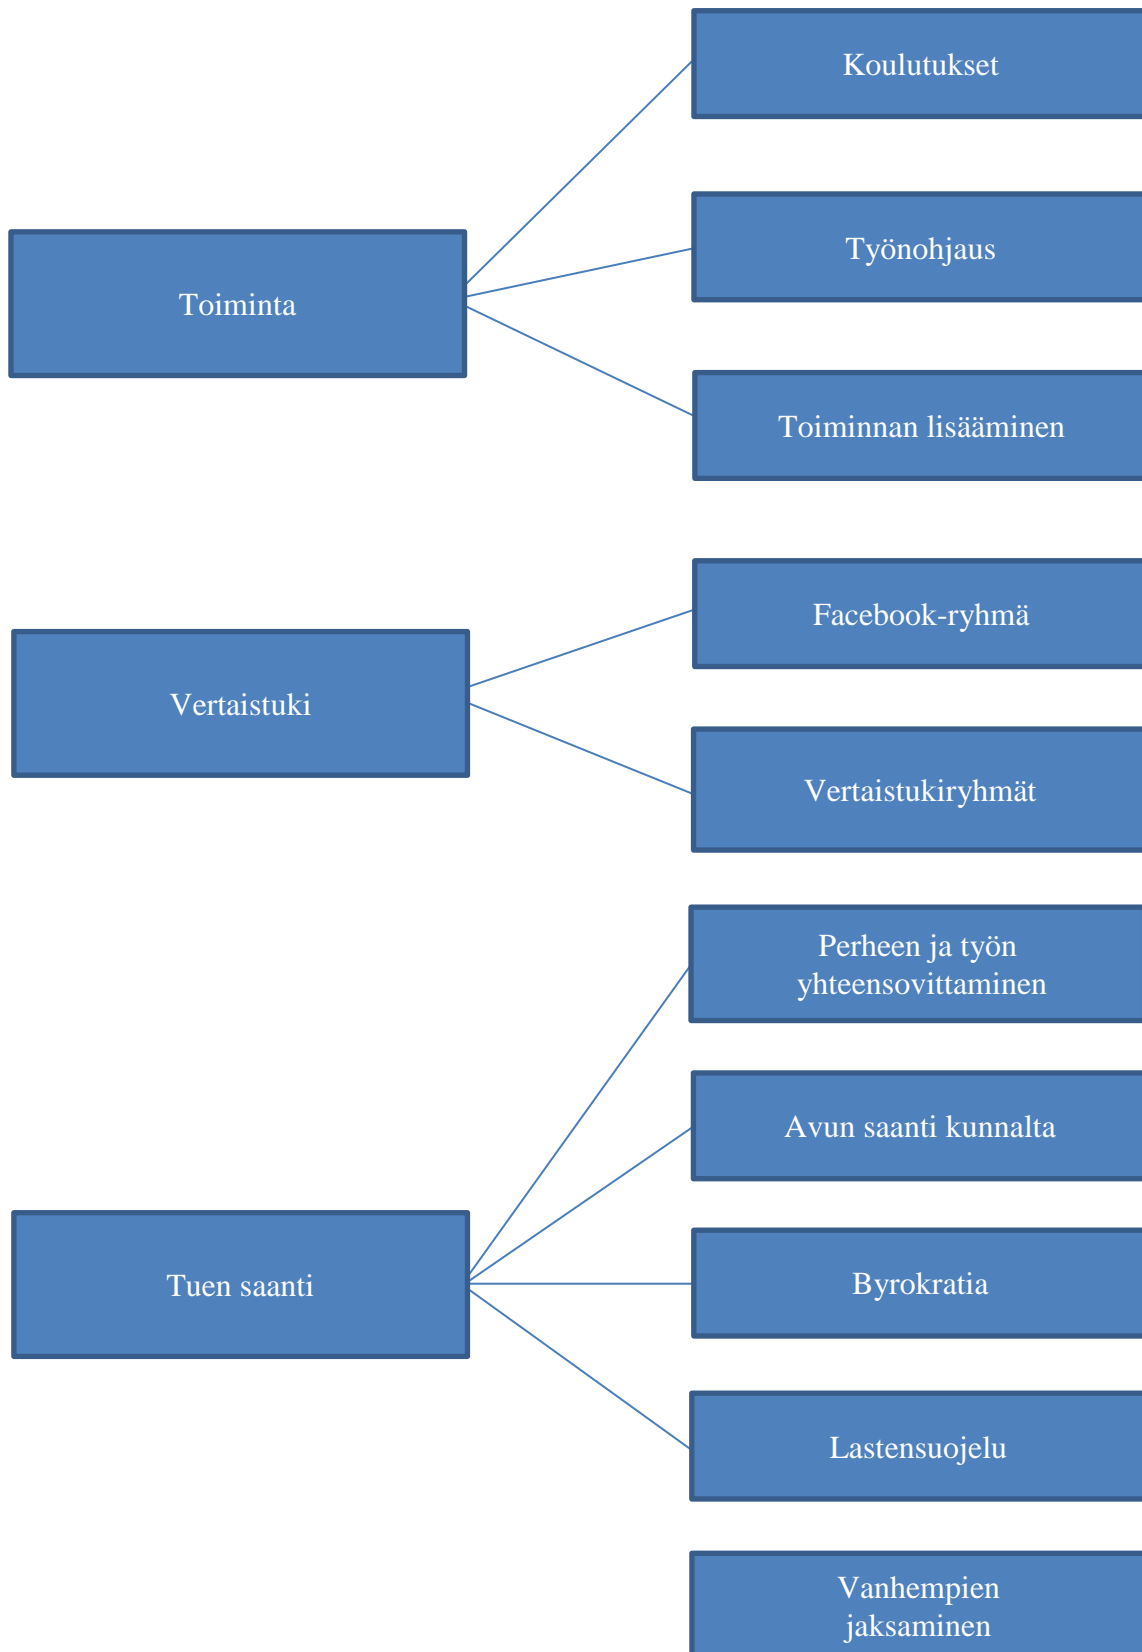 Toiminta
Koulutukset
Työnohjaus
Toiminnan lisääminen
Vertaistuki
Facebook-ryhmä
Vertaistukiryhmät
Tuen saanti
Perheen ja työn
yhteensovittaminen
Avun saanti kunnalta
Byrokratia
Lastensuojelu
Vanhempien
jaksaminen